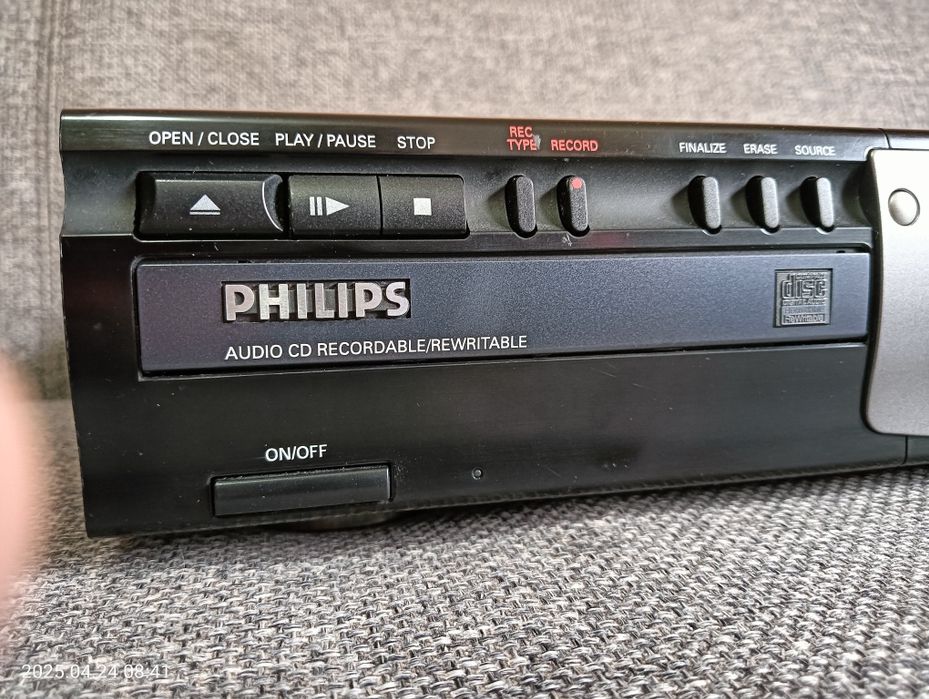 OPEN / CLOSE PLAY / PAUSE STOP REC TYPE RECORD FINALIZE ERASE SOURCE
PHILIPS
disc
AUDIO CD RECORDABLE/REWRITABLE
ON/OFF
2025.04.24 08:41